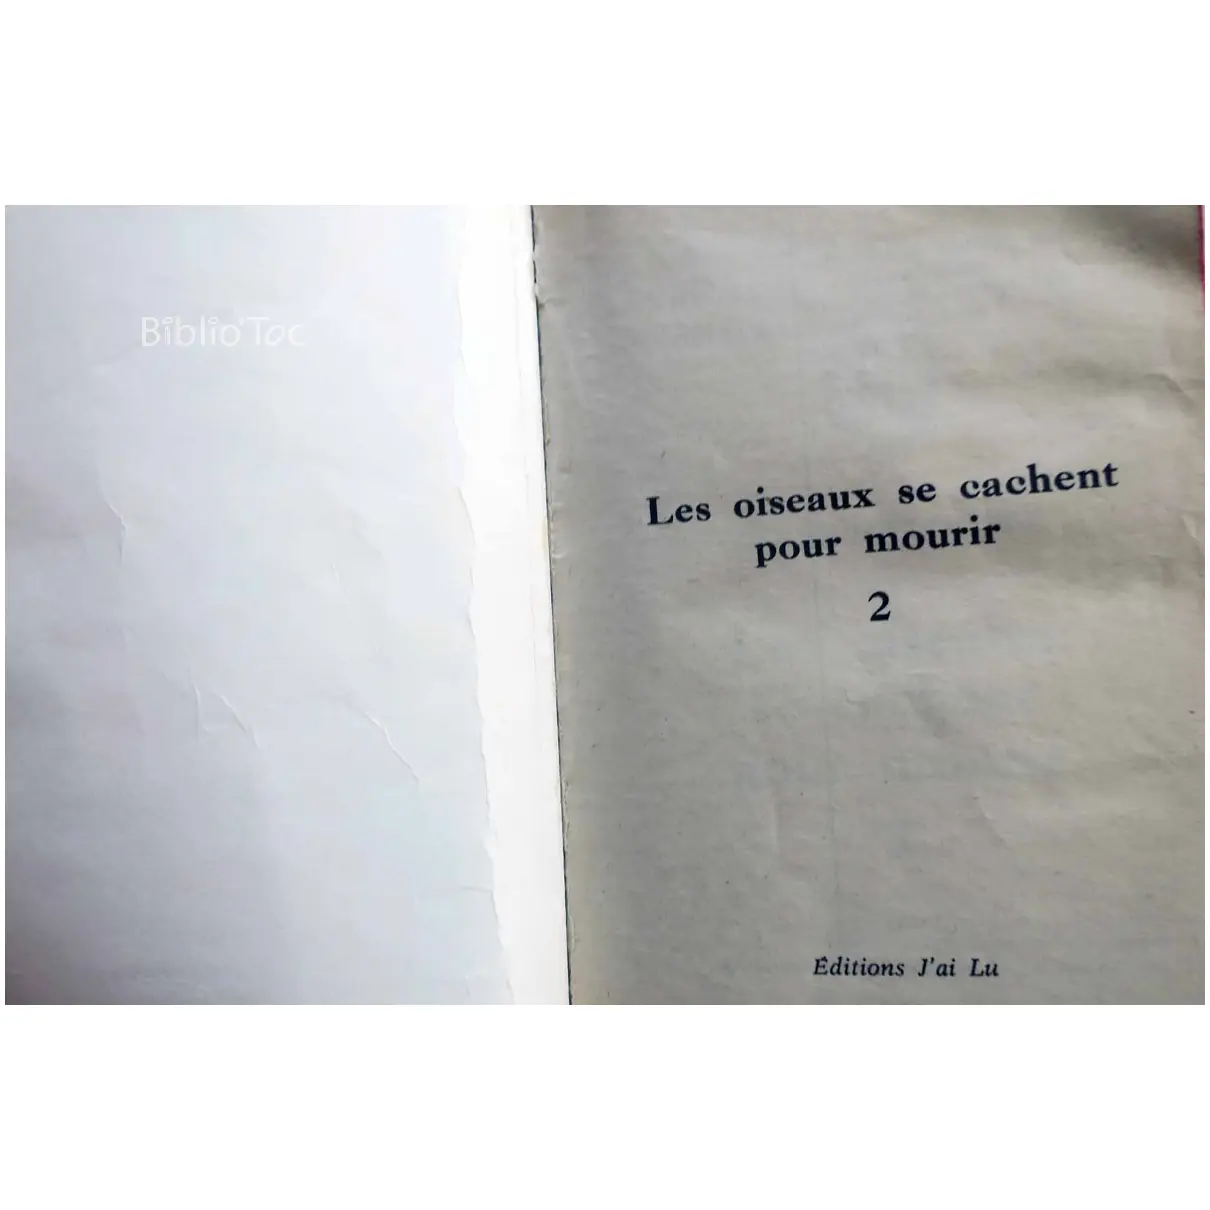 Biblio'Toc
Les oiseaux se cachent
pour mourir
2
Éditions J'ai Lu